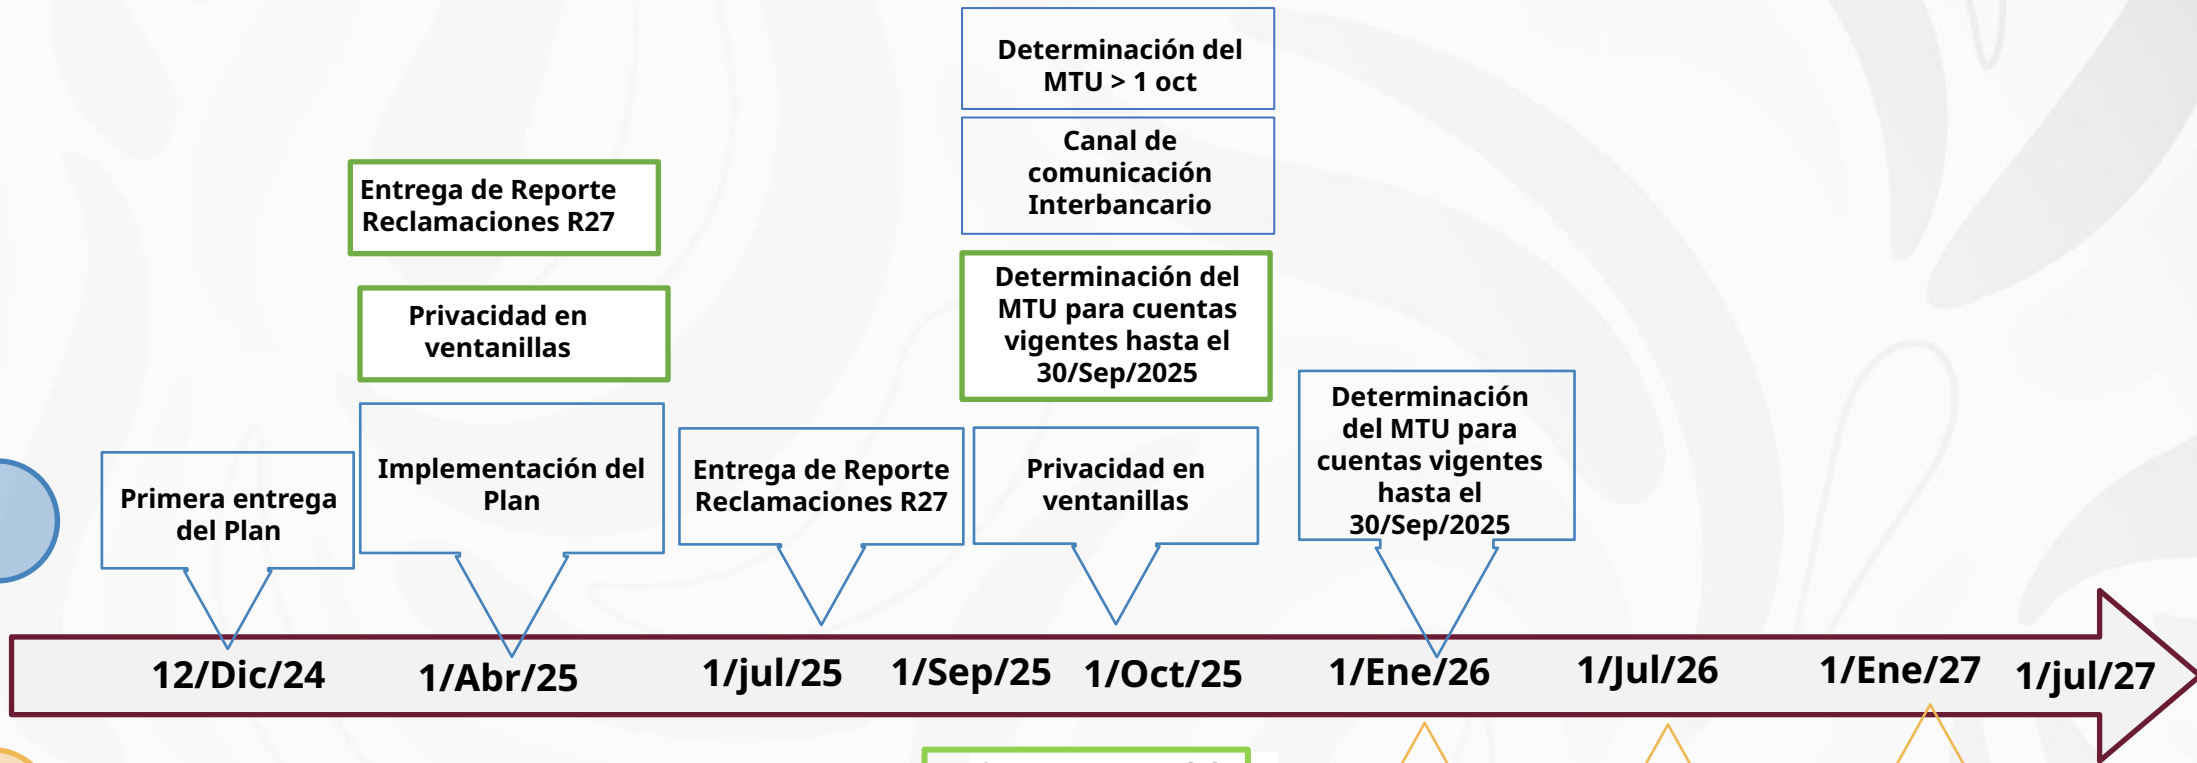 Determinación del
MTU > 1 oct
Canal de
comunicación
Interbancario
Entrega de Reporte
Reclamaciones R27
Privacidad en
ventanillas
Determinación del
MTU para cuentas
vigentes hasta el
30/Sep/2025
Primera entrega
del Plan
Implementación del
Plan
Entrega de Reporte
Reclamaciones R27
Privacidad en
ventanillas
Determinación
del MTU para
cuentas vigentes
hasta el
30/Sep/2025
12/Dic/24
1/Abr/25
1/jul/25
1/Sep/25
1/Oct/25
1/Ene/26
1/Jul/26
1/Ene/27
1/jul/27